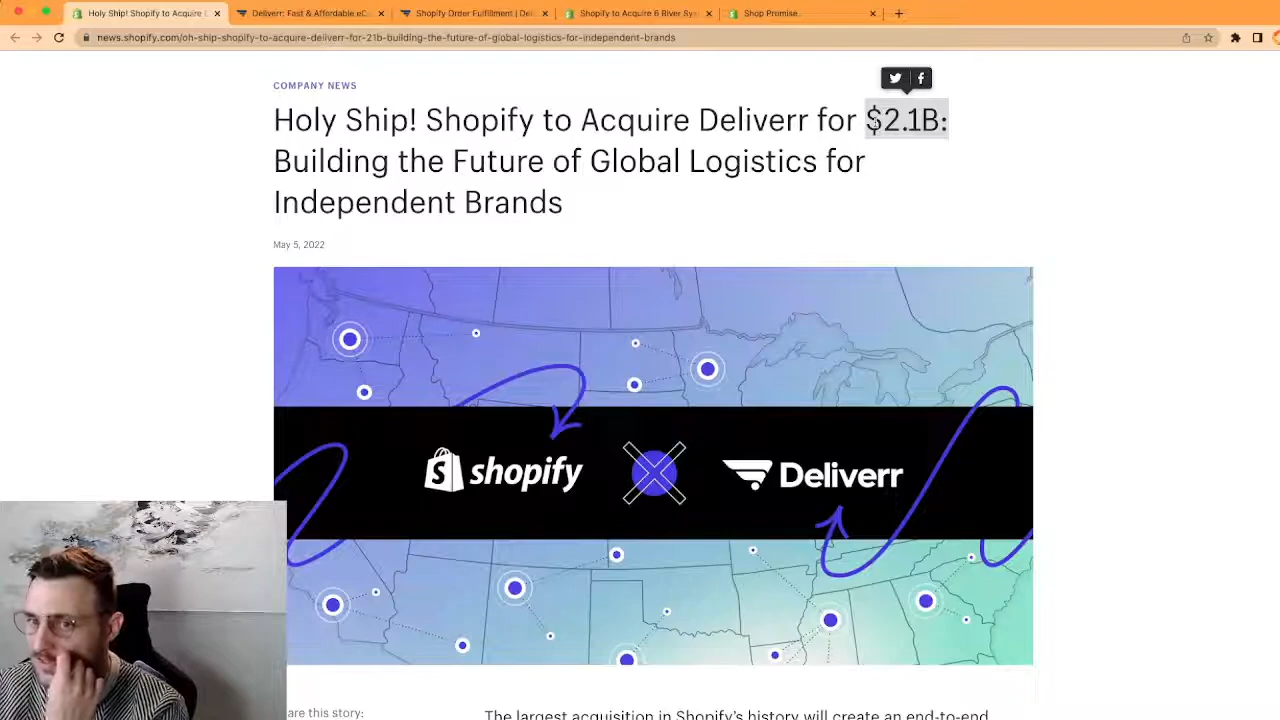 Holy Ship! Shopify to Acquire D
Deliverr: Fast & Affordable eC
Shopify Order Fulfillment | Del
Shopify to Acquire 6 River Sys
Shop Promise.
news.shopify.com/oh-ship-shopify-to-acquire-deliverr-for-21b-building-the-future-of-global-logistics-for-independent-brands
COMPANY NEWS
Holy Ship! Shopify to Acquire Deliverr for $2.1B:
Building the Future of Global Logistics for
Independent Brands
May 5, 2022
shopify
Deliverr
are this story:
The largest acquisition in Shopify's history will create an end-to-end